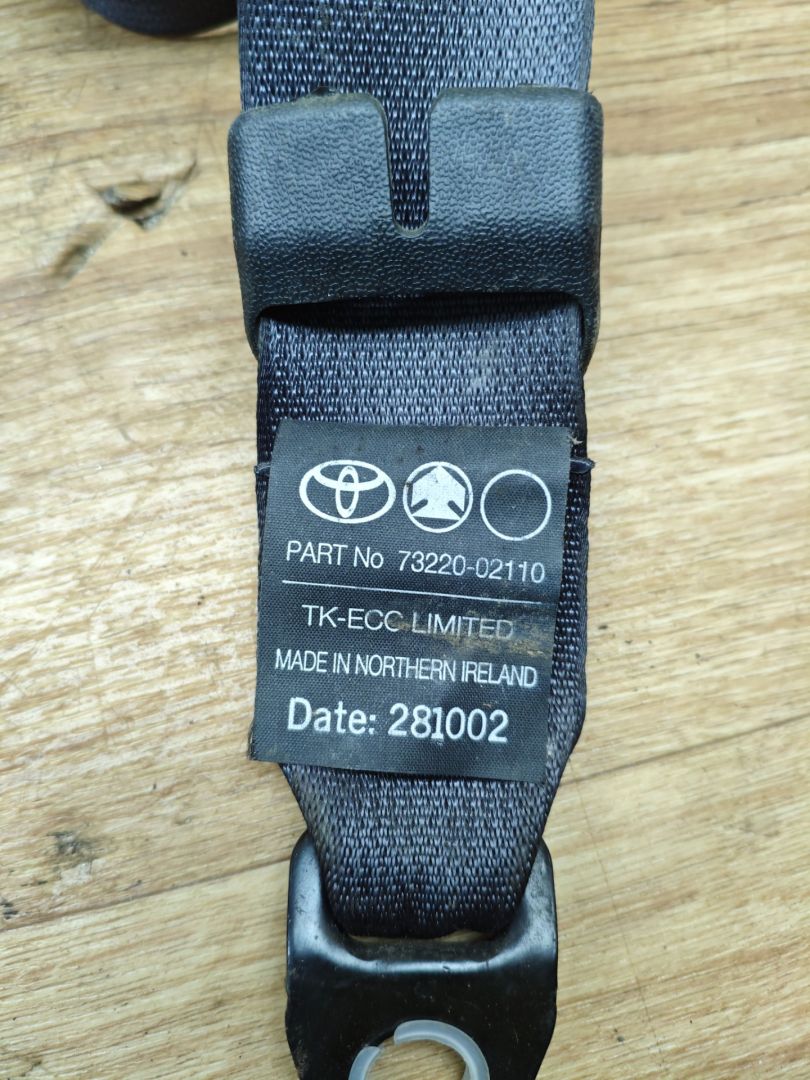 PART No 73220-02110
TK-ECC LIMITED
MADE IN NORTHERN IRELAND
Date: 281002